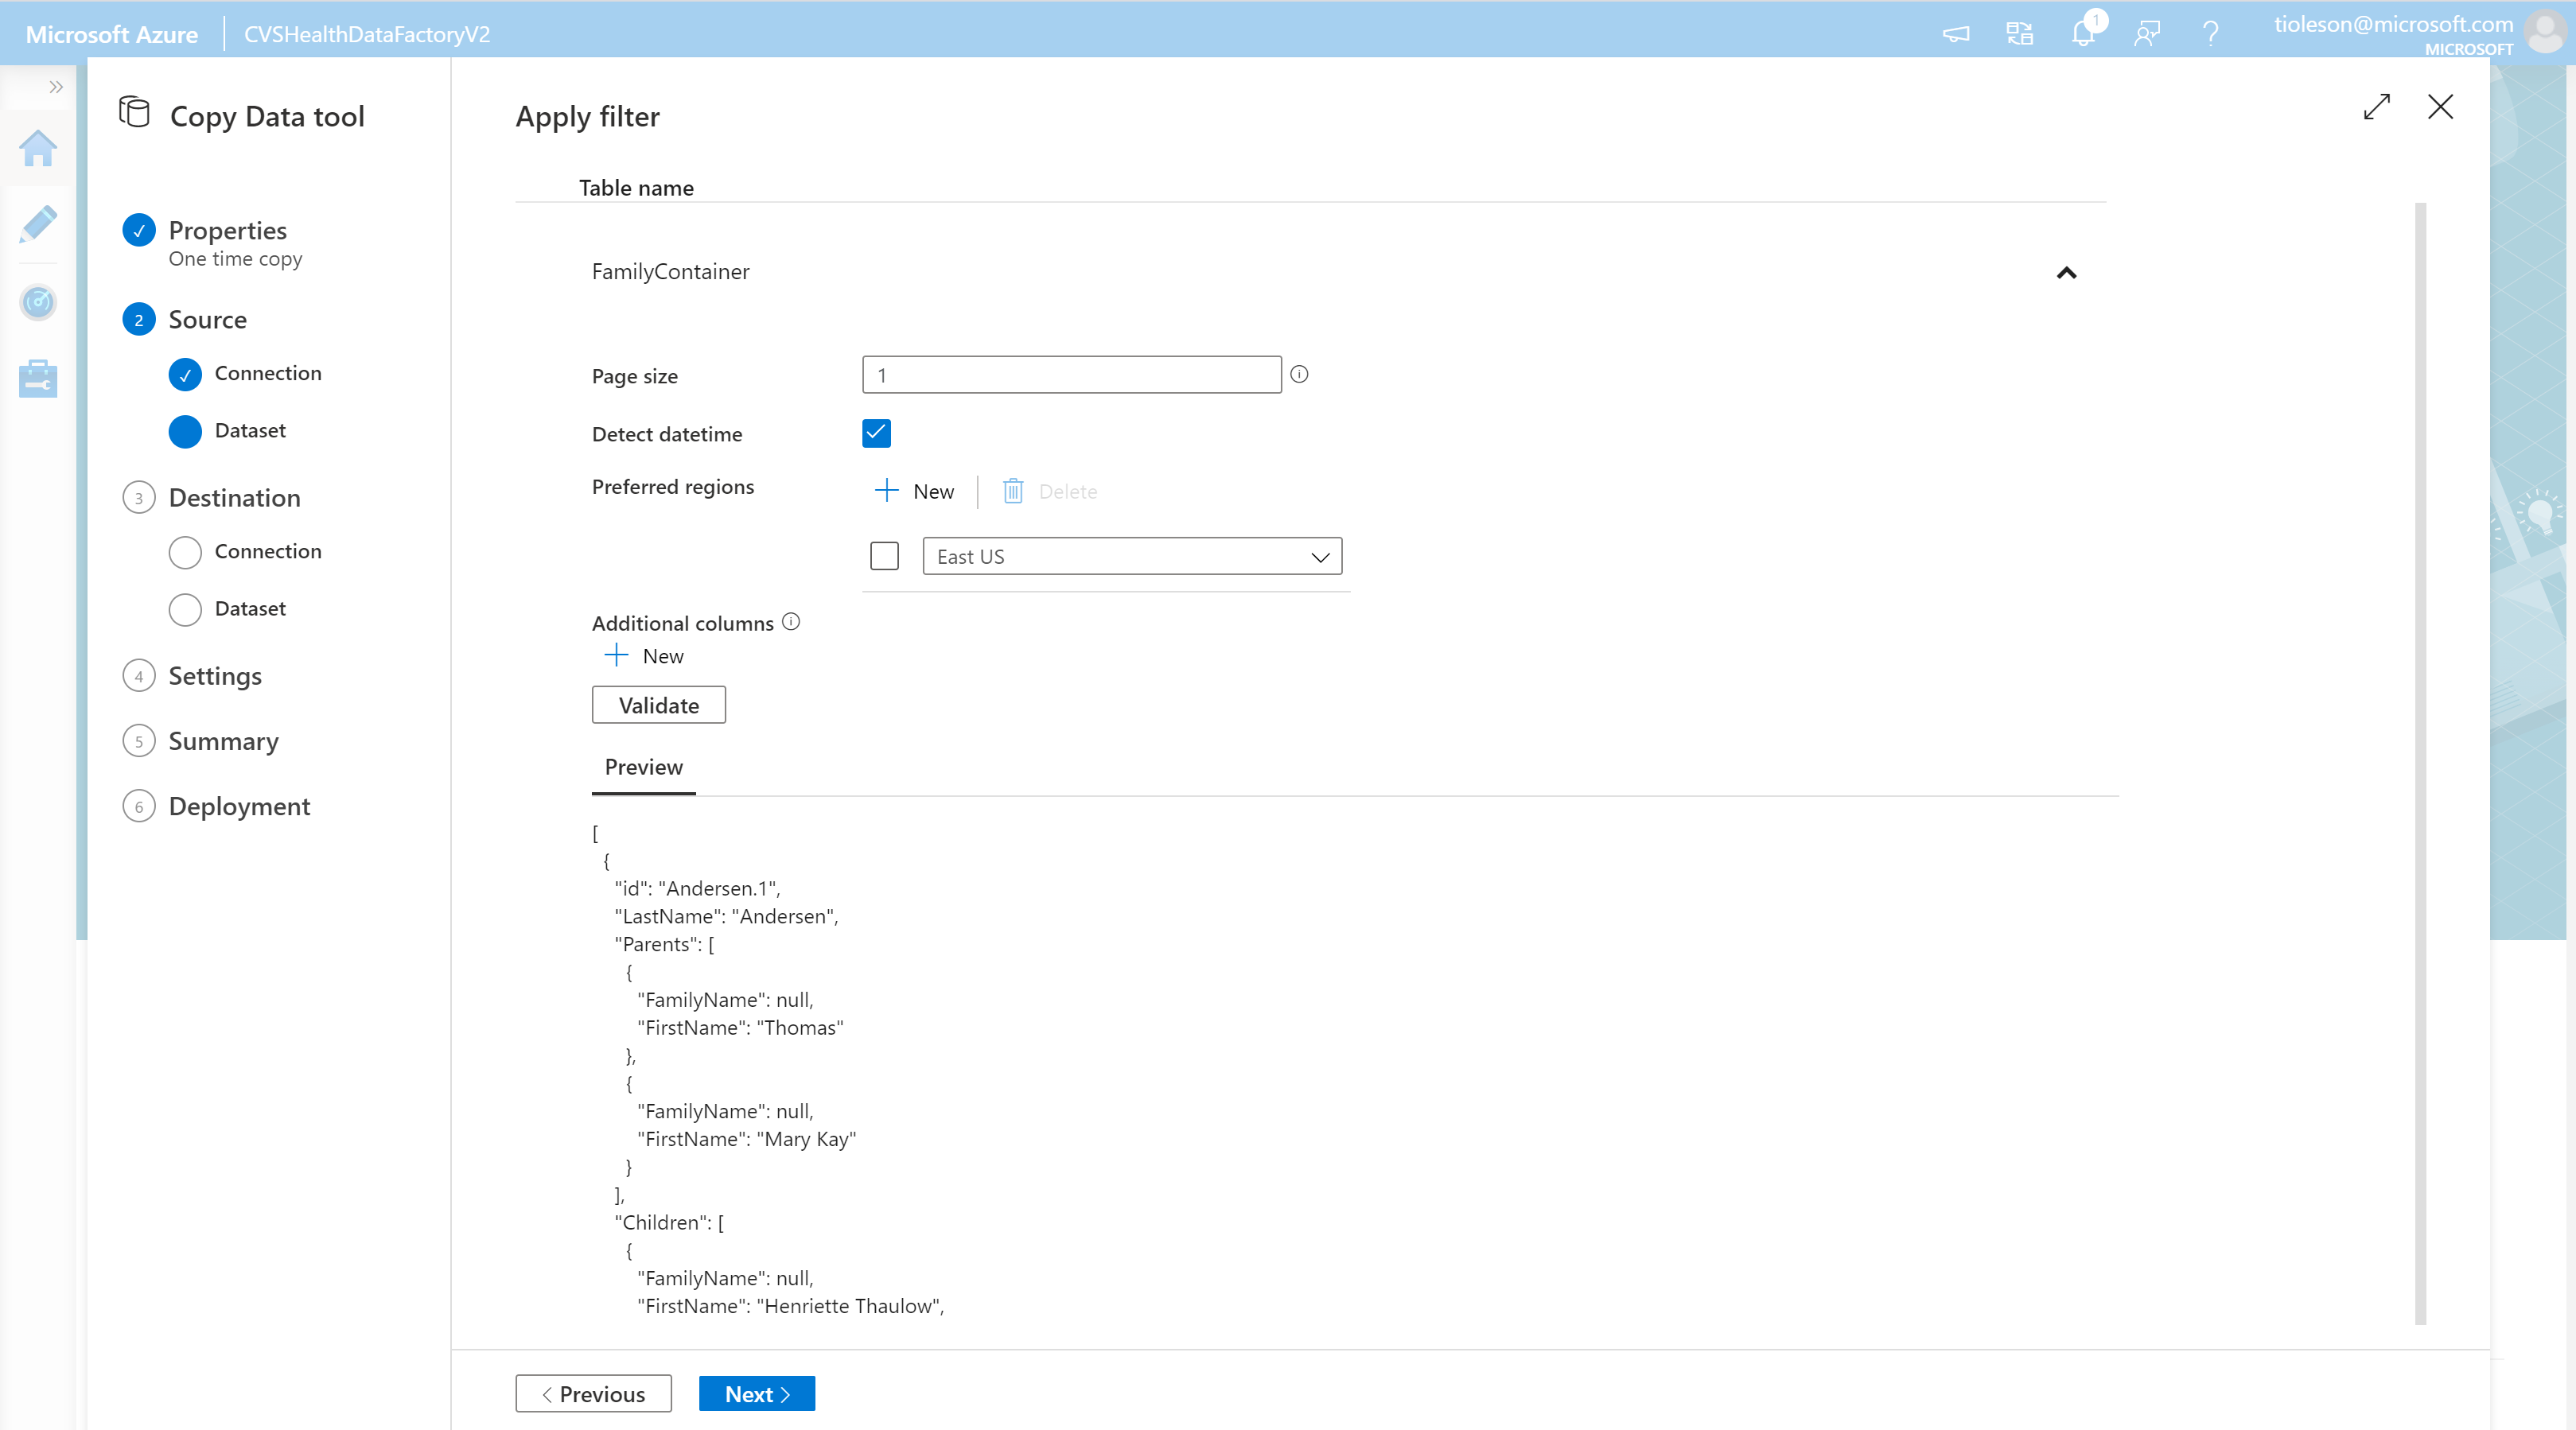 Microsoft Azure
CVSHealthDataFactoryV2
1
tioleson@microsoft.com
MICROSOFT
Copy Data tool
Properties
One time copy
2
Source
Connection
Dataset
3
Destination
Connection
Dataset
4
Settings
5
Summary
6
Deployment
Apply filter
Table name
FamilyContainer
Page size
1
Detect datetime
Preferred regions
New
Delete
East US
Additional columns
New
Validate
Preview
[
{
"id": "Andersen.1",
"LastName": "Andersen",
"Parents": [
{
"FamilyName": null,
"FirstName": "Thomas"
},
{
"FamilyName": null,
"FirstName": "Mary Kay"
}
],
"Children": [
{
"FamilyName": null,
"FirstName": "Henriette Thaulow",
< Previous
Next >